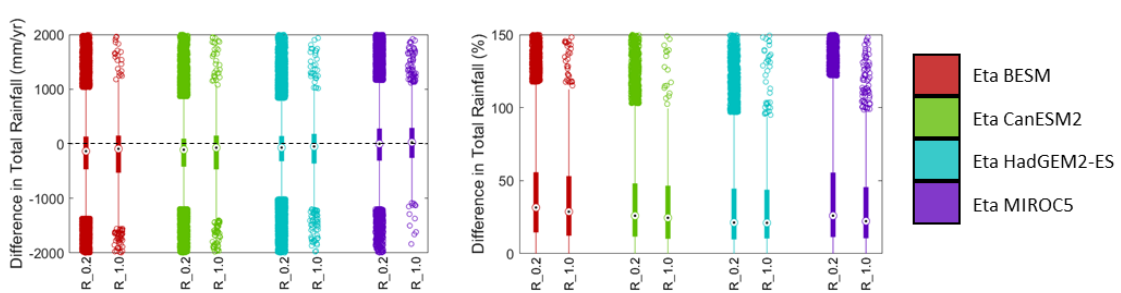 Difference in Total Rainfall (mm/yr)
2000
1000
0
-1000
-2000
R_0.2
R_1.0
R_0.2
R_1.0
R_0.2
R_1.0
R_0.2
R_1.0
Difference in Total Rainfall (%)
150
100
50
0
R_0.2
R_1.0
R_0.2
R_1.0
R_0.2
R_1.0
R_0.2
R_1.0
Eta BESM
Eta CanESM2
Eta HadGEM2-ES
Eta MIROC5